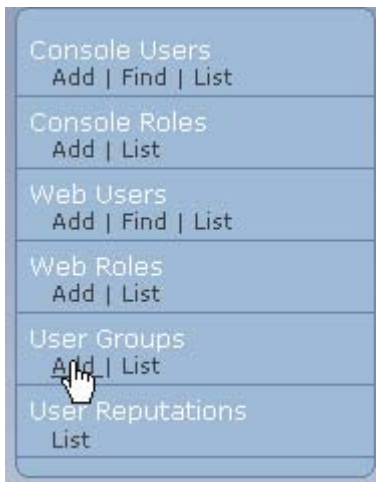 Console Users
Add | Find | List
Console Roles
Add | List
Web Users
Add | Find | List
Web Roles
Add | List
User Groups
Add | List
User Reputations
List